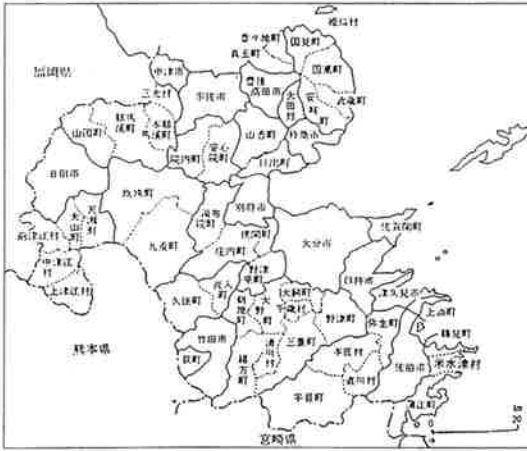 姫島村
香々地町
国見町
真玉町
国東町
福岡県
中津市
豊後
高田市
大田村
安岐町
武蔵町
三光村
宇佐市
耶馬
溪町
本耶
馬溪町
山国町
山香町
杵築市
院内町
安心
院町
日出町
日田市
玖珠町
別府市
湯布
院町
天瀬町
大山町
挾間町
大分市
佐賀関町
前津江村
九重町
庄内町
中津江
村
野津
原町
臼杵市
津久見市
上津江村
久住町
直入町
犬飼町
上浦町
朝地町
大野町
千歳村
野津町
弥生町
鶴見町
熊本県
竹田市
清川村
三重町
本匠村
佐伯市
米水津村
荻町
緒方町
直川村
宇目町
蒲江町
宮崎県
km
0
20